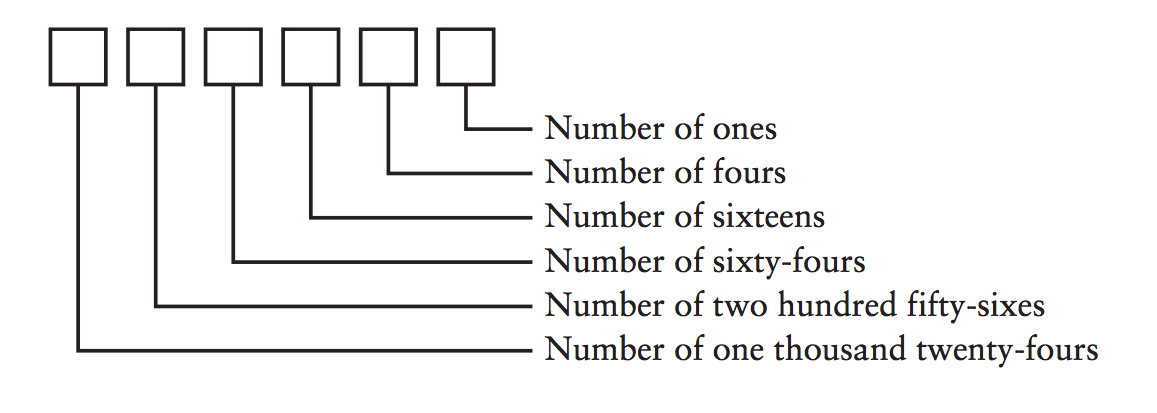 Number of ones
Number of fours
Number of sixteens
Number of sixty-fours
Number of two hundred fifty-sixes
Number of one thousand twenty-fours